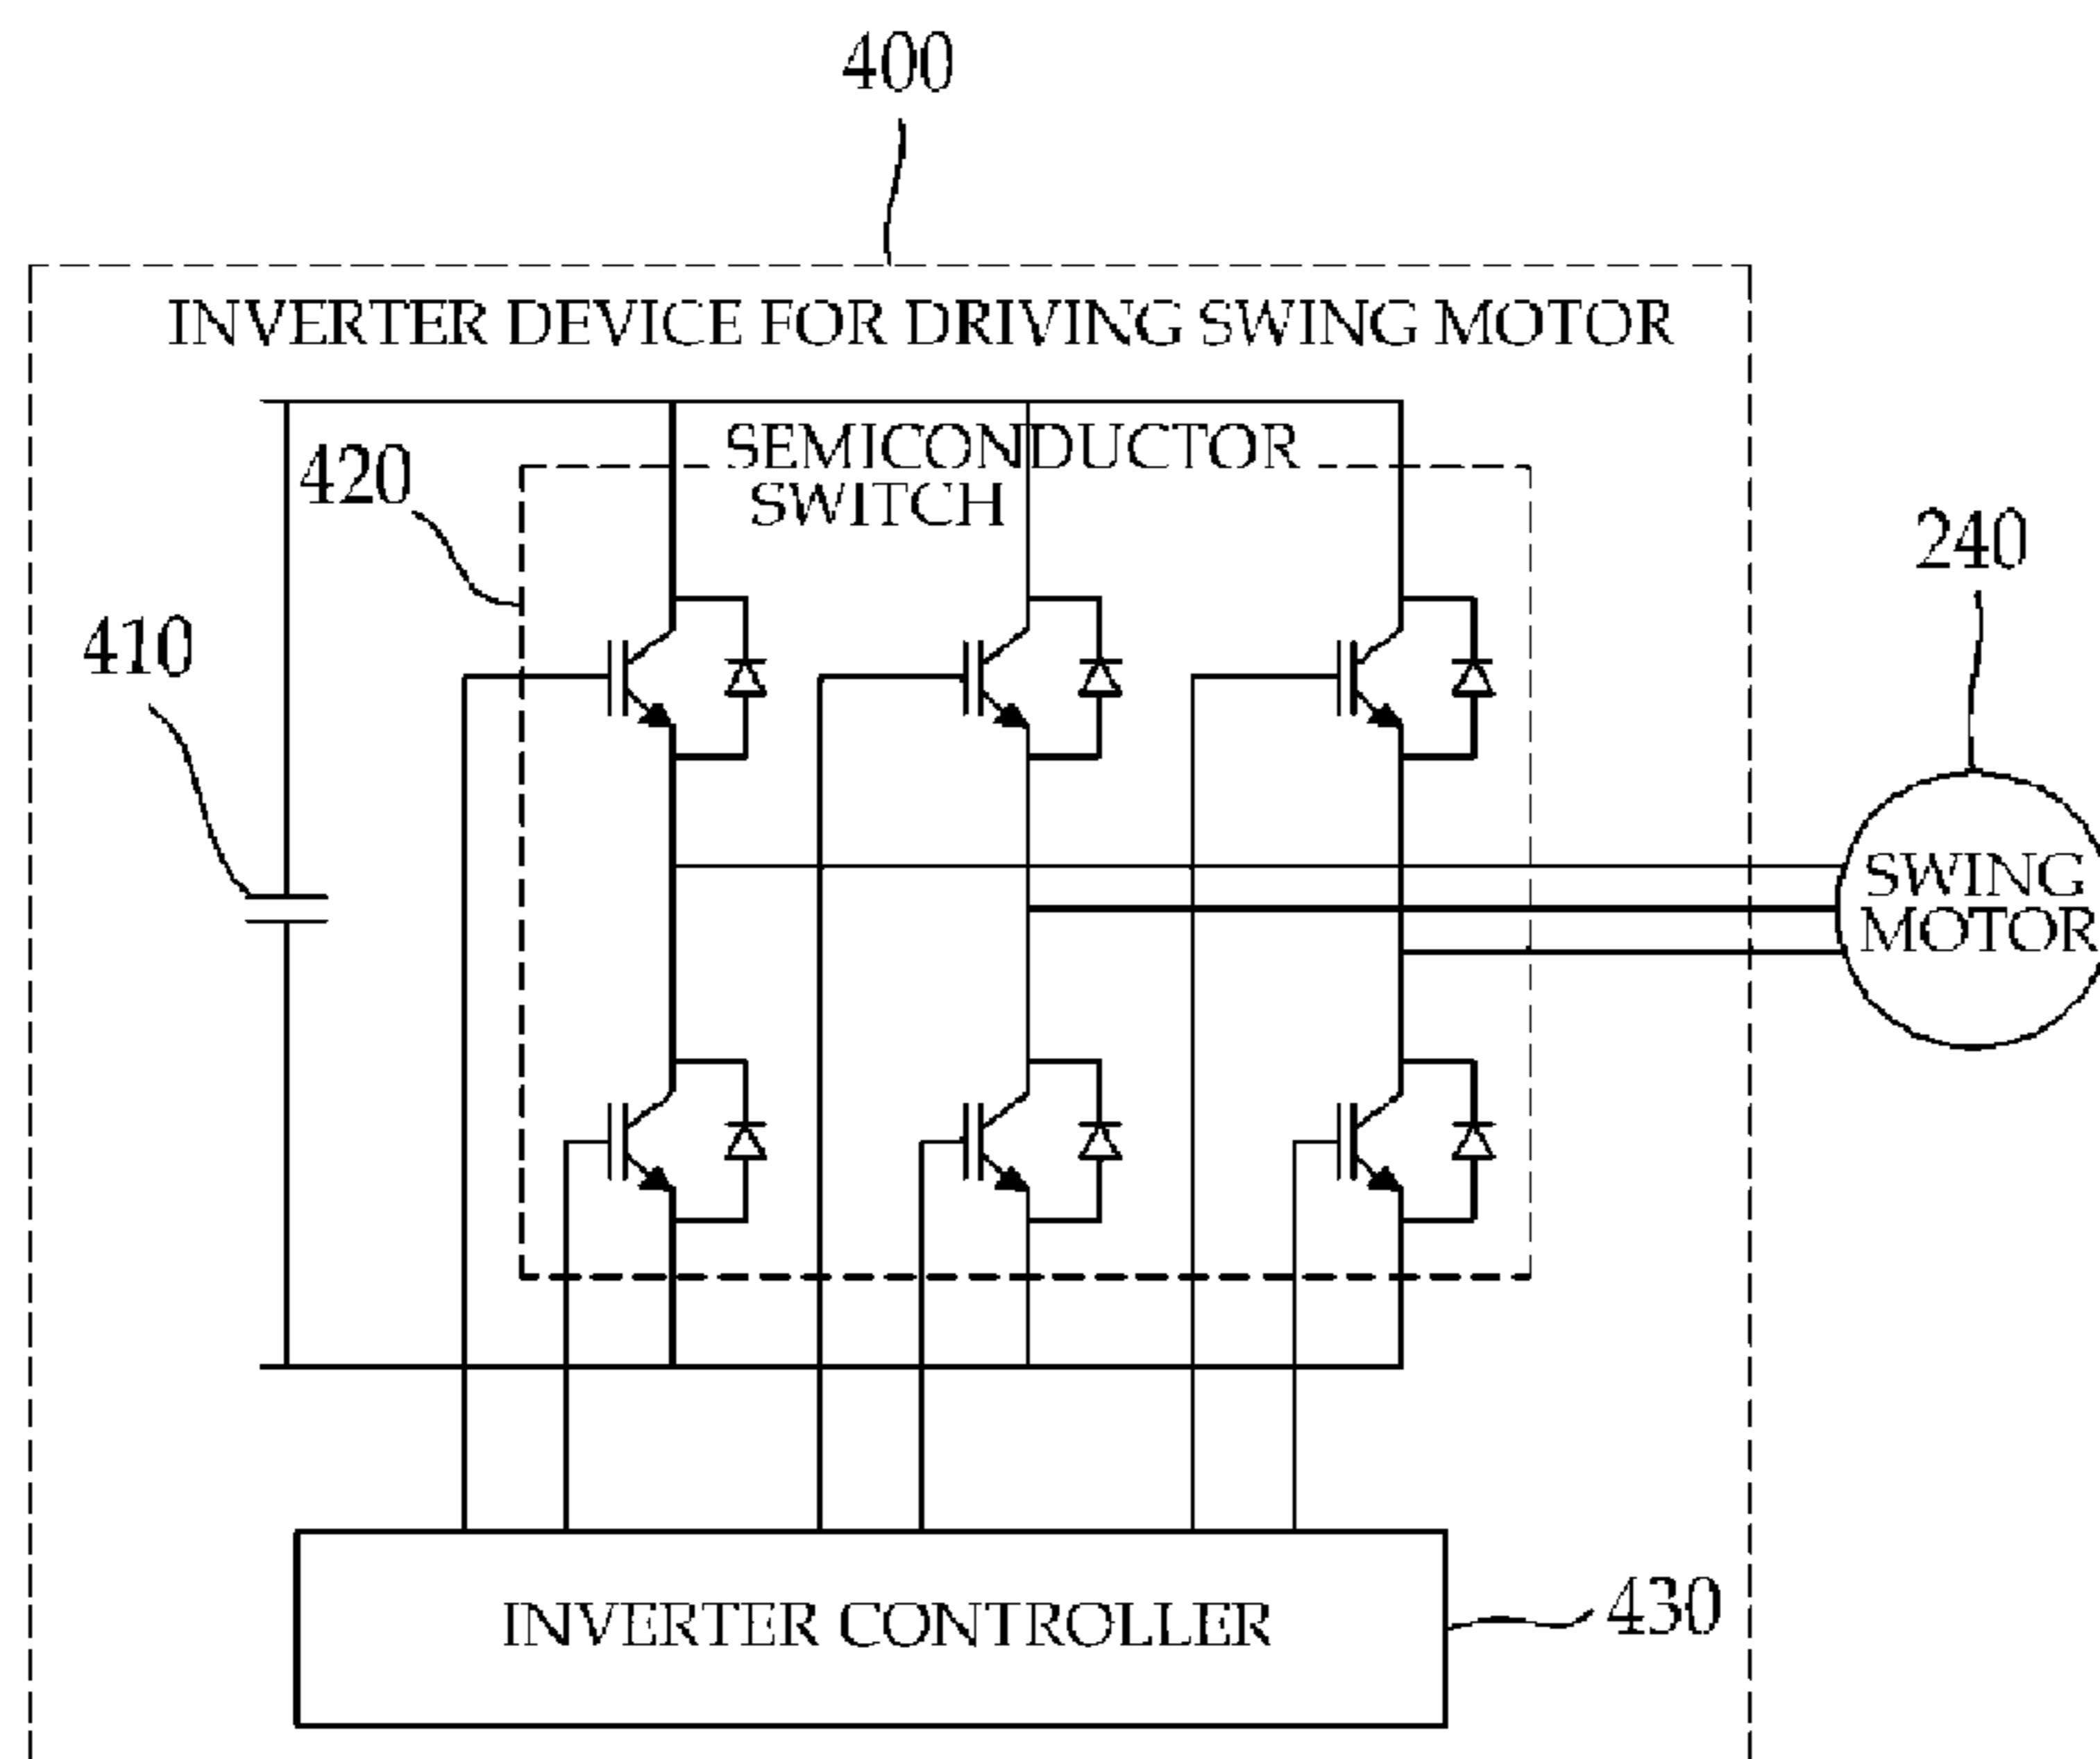 400
INVERTER DEVICE FOR DRIVING SWING MOTOR
SEMICONDUCTOR
SWITCH
420
410
240
SWING
MOTOR
INVERTER CONTROLLER
430